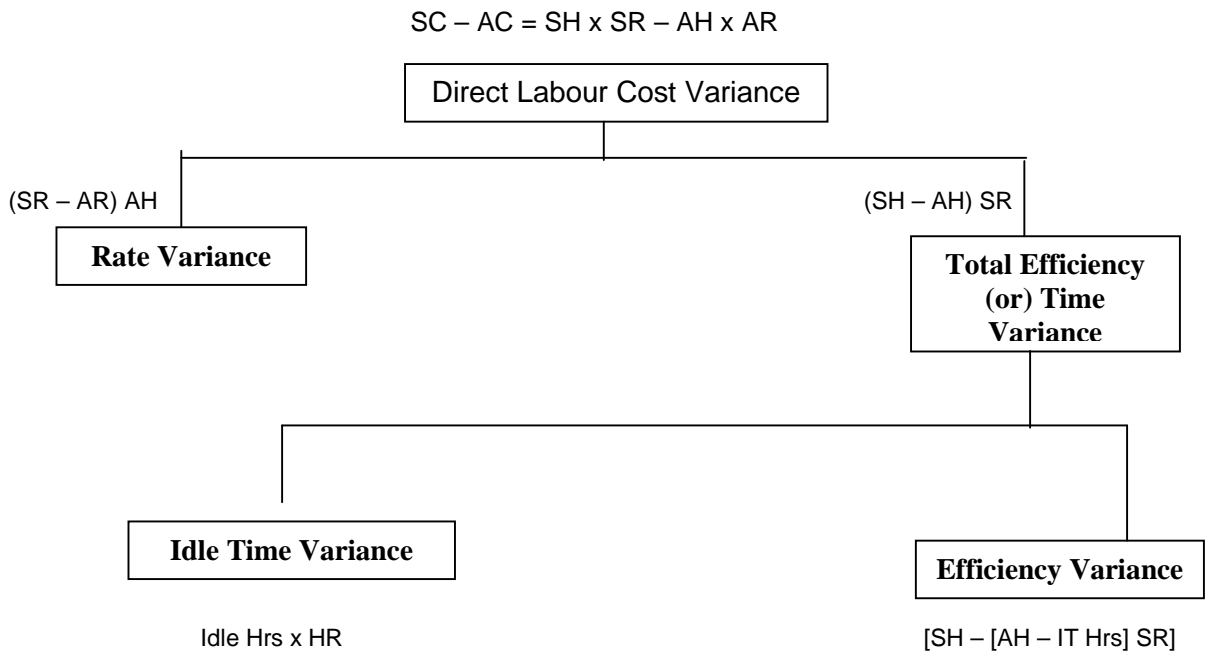 SC – AC = SH x SR – AH x AR
Direct Labour Cost Variance
(SR – AR) AH
(SH – AH) SR
Rate Variance
Total Efficiency
(or) Time
Variance
Idle Time Variance
Efficiency Variance
Idle Hrs x HR
[SH – [AH – IT Hrs] SR]